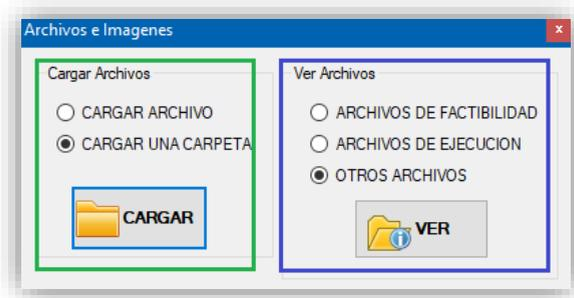 Archivos e Imagenes
x
Cargar Archivos
CARGAR ARCHIVO
CARGAR UNA CARPETA
CARGAR
Ver Archivos
ARCHIVOS DE FACTIBILIDAD
ARCHIVOS DE EJECUCION
OTROS ARCHIVOS
VER